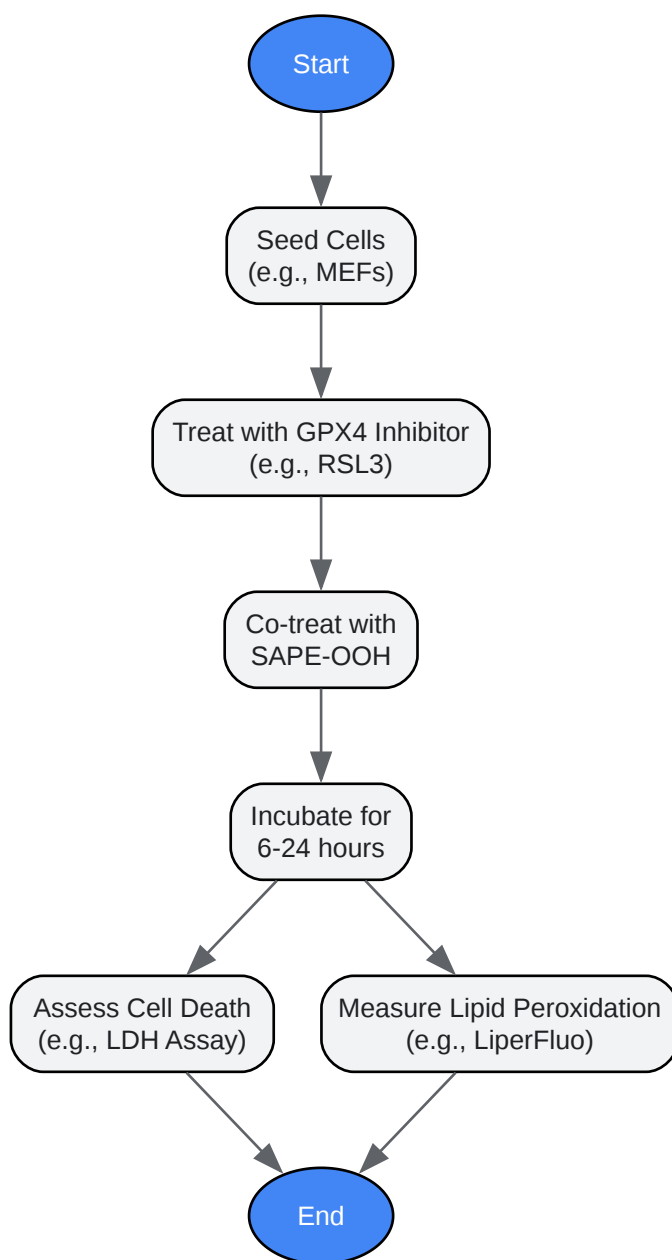 Start
Seed Cells
(e.g., MEFs)
Treat with GPX4 Inhibitor
(e.g., RSL3)
Co-treat with
SAPE-OOH
Incubate for
6-24 hours
Assess Cell Death
(e.g., LDH Assay)
Measure Lipid Peroxidation
(e.g., LiperFluo)
End